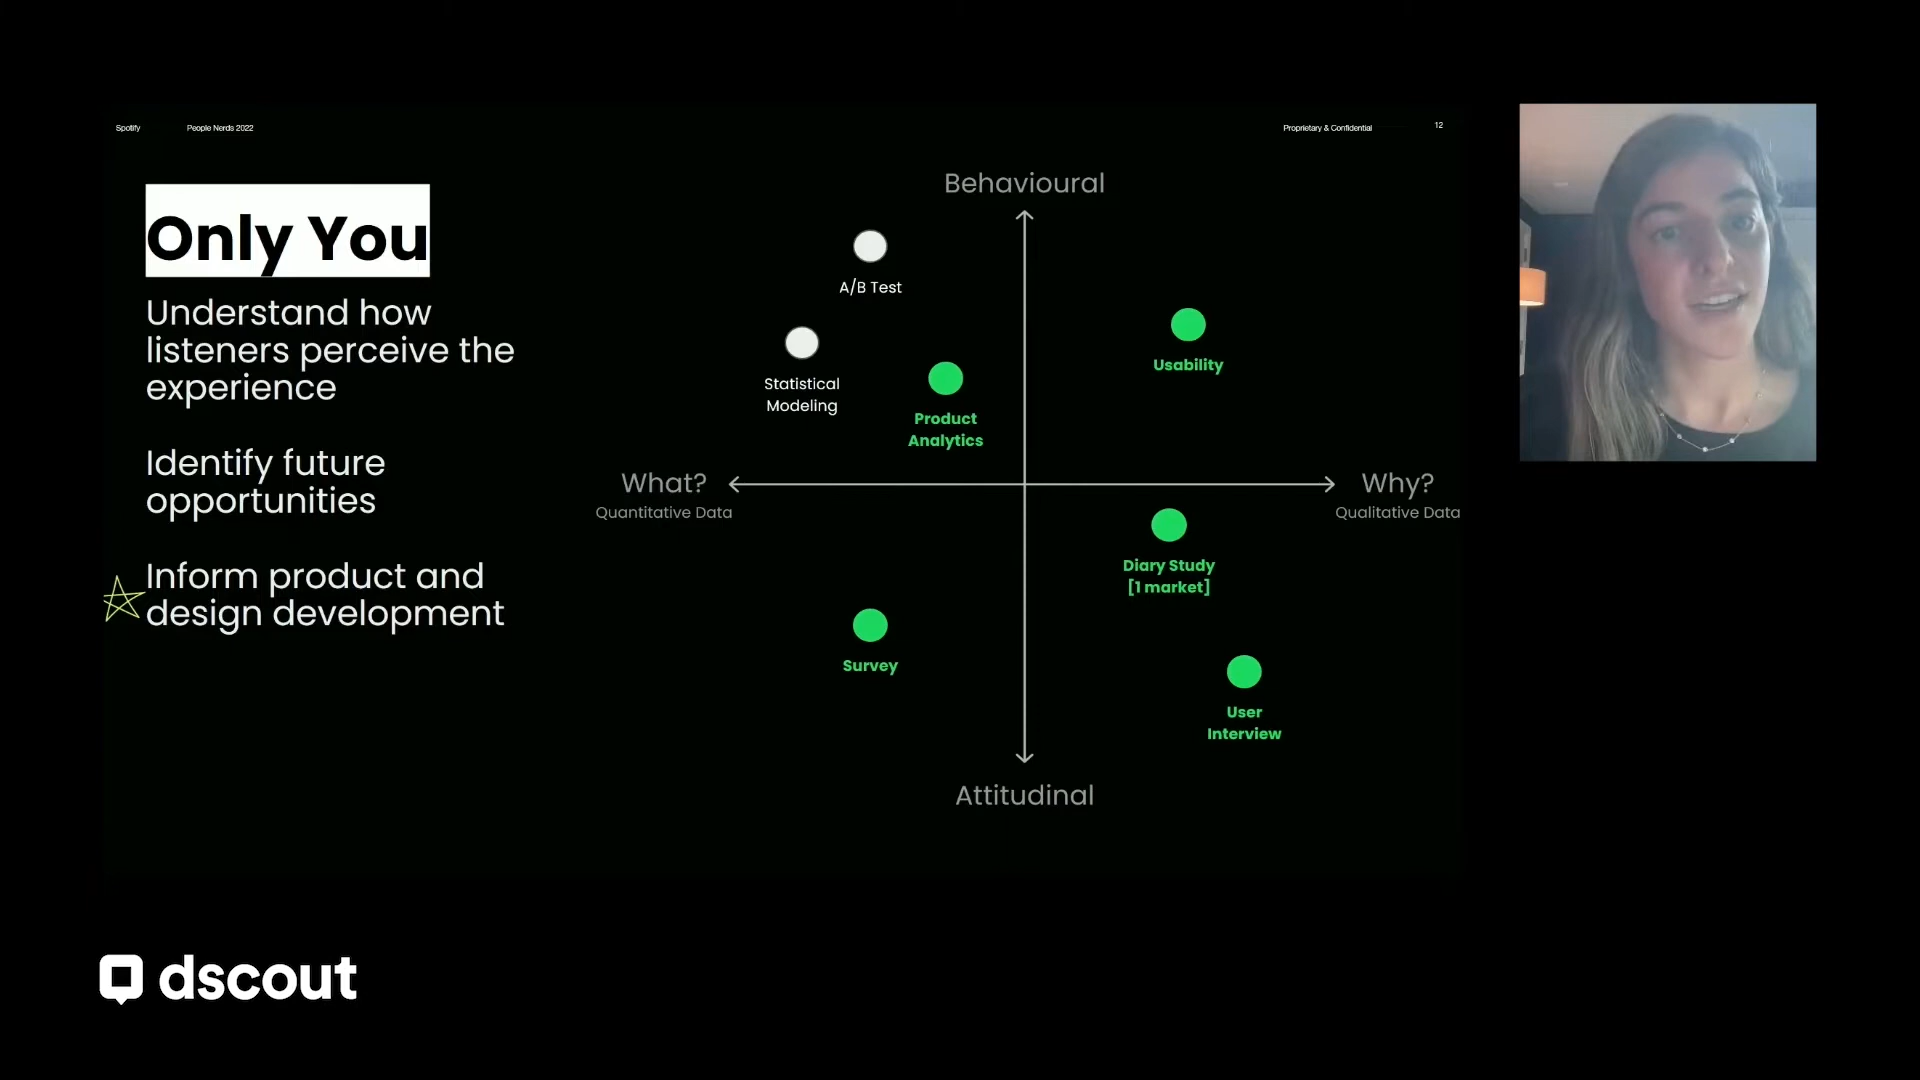 Spotify
People Nerds 2022
Proprietary & Confidential
12
Only You
Understand how
listeners perceive the
experience
Identify future
opportunities
Inform product and
design development
Behavioural
A/B Test
Statistical
Modeling
Product
Analytics
Usability
What?
Quantitative Data
Why?
Qualitative Data
Diary Study
[1 market]
Survey
User
Interview
Attitudinal
dscout